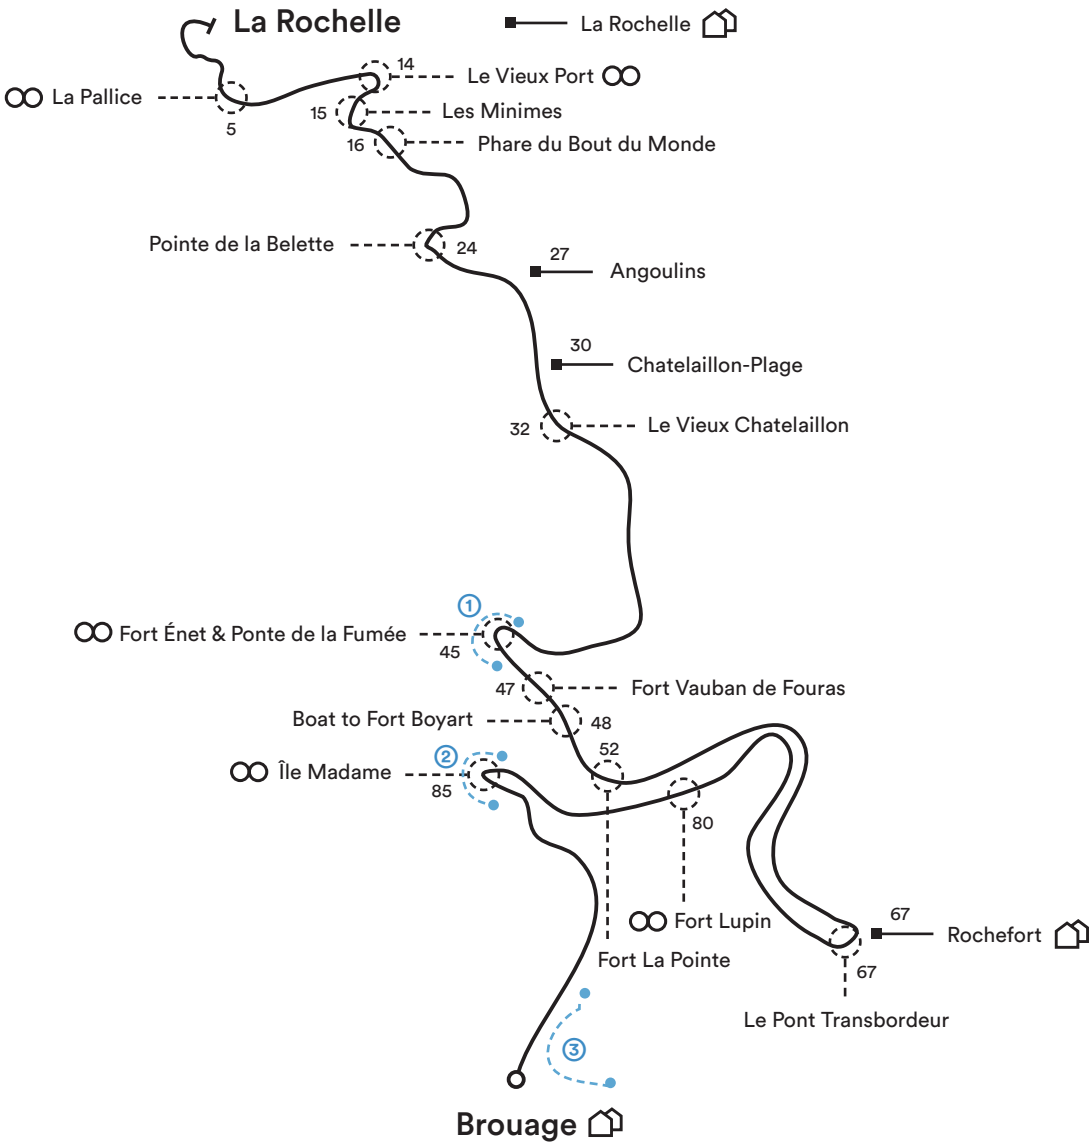 La Rochelle
La Rochelle
14
Le Vieux Port
La Pallice
5
15
Les Minimes
16
Phare du Bout du Monde
Pointe de la Belette
24
27
Angoulins
30
Chatelaillon-Plage
32
Le Vieux Chatelaillon
1
Fort Énet & Ponte de la Fumée
45
47
Fort Vauban de Fouras
Boat to Fort Boyart
48
52
2
Île Madame
85
80
Fort Lupin
67
Rochefort
Fort La Pointe
67
Le Pont Transbordeur
3
Brouage